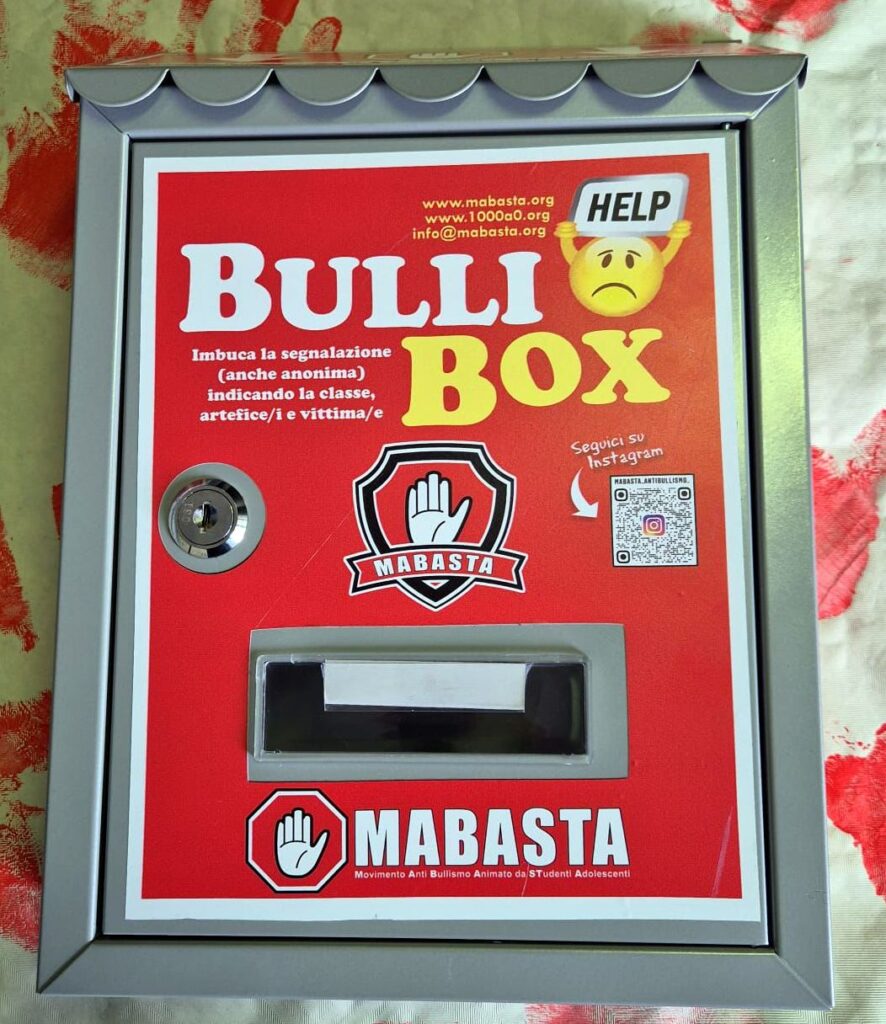 www.mabasta.org
www.1000a0.org
info@mabasta.org
HELP
BULLI
BOX
Imbuca la segnalazione
(anche anonima)
indicando la classe,
artefice/i e vittima/e
Seguici su
Instagram
MABASTA_ANTIBULLISMO_
MABASTA
MABASTA
Movimento Anti Bullismo Animato da STudenti Adolescenti